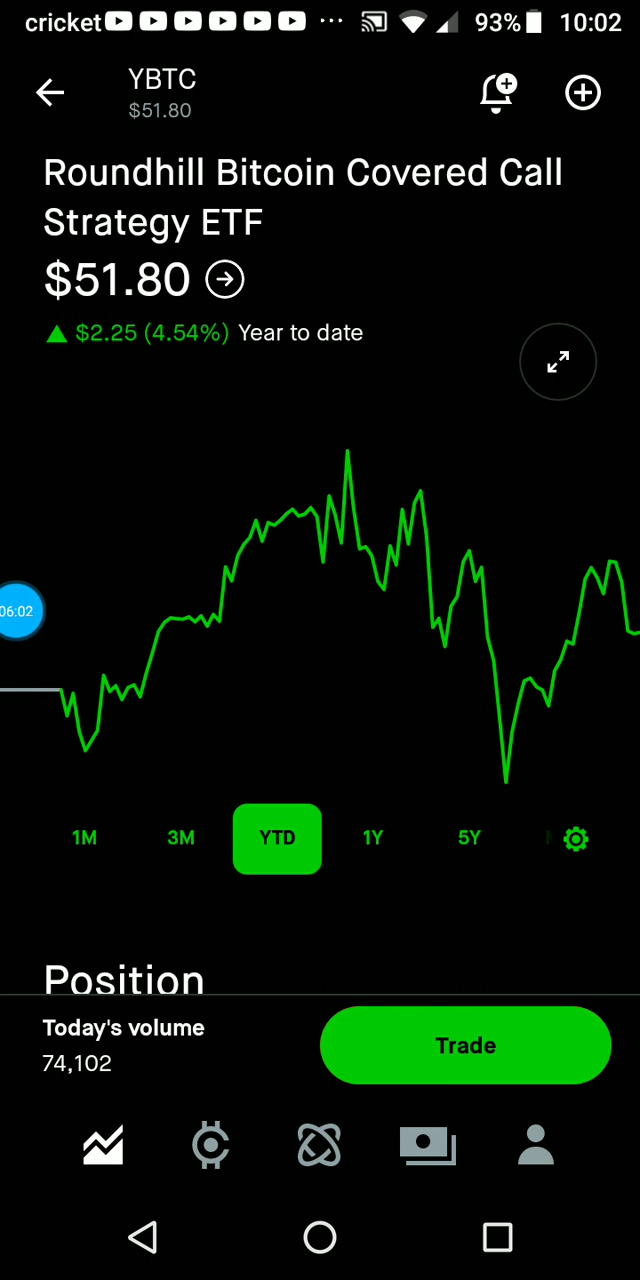 cricket ... 93% 10:02
YBTC
$51.80
Roundhill Bitcoin Covered Call
Strategy ETF
$51.80
▲ $2.25 (4.54%) Year to date
06:02
1M 3M YTD 1Y 5Y
Position
Today's volume
74,102
Trade